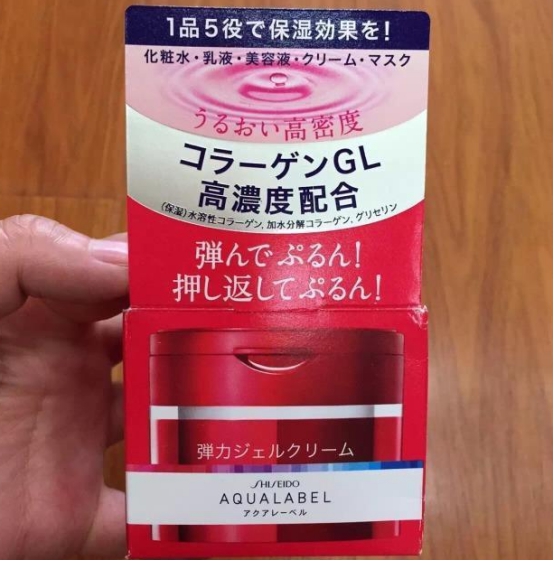 1品5役で保湿効果を!
化粧水・乳液・美容液・クリーム・マスク
うるおい高密度
コラーゲンGL
高濃度配合
(保湿)水溶性コラーゲン,加水分解コラーゲン,グリセリン
弾んでぷるん!
押し返してぷるん!
弾力ジェルクリーム
SHISEIDO
AQUALABEL
アクアレーベル